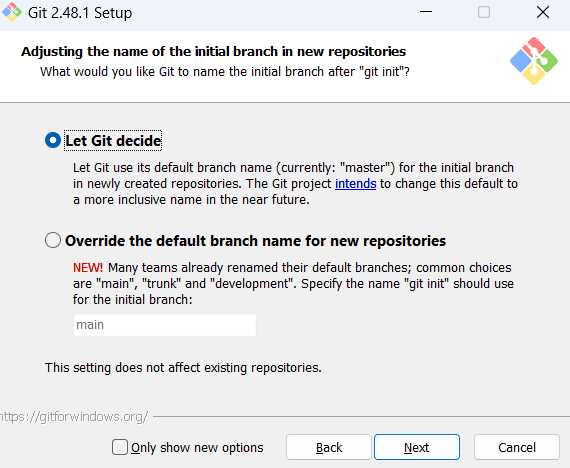 Git 2.48.1 Setup
Adjusting the name of the initial branch in new repositories
What would you like Git to name the initial branch after "git init"?
Let Git decide
Let Git use its default branch name (currently: "master") for the initial branch
in newly created repositories. The Git project intends to change this default to
a more inclusive name in the near future.
Override the default branch name for new repositories
NEW! Many teams already renamed their default branches; common choices
are "main", "trunk" and "development". Specify the name "git init" should use
for the initial branch:
main
This setting does not affect existing repositories.
https://gitforwindows.org/
Only show new options
Back
Next
Cancel